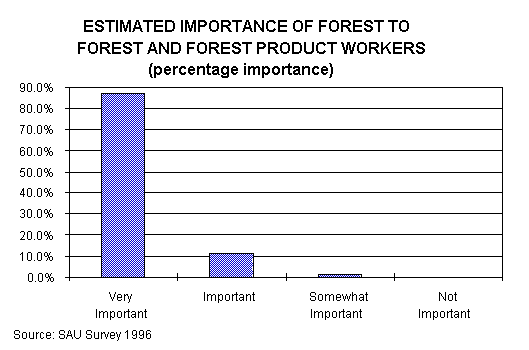 ESTIMATED IMPORTANCE OF FOREST TO
FOREST AND FOREST PRODUCT WORKERS
(percentage importance)
90.0%
80.0%
70.0%
60.0%
50.0%
40.0%
30.0%
20.0%
10.0%
0.0%
Very Important
Important
Somewhat Important
Not Important
Source: SAU Survey 1996